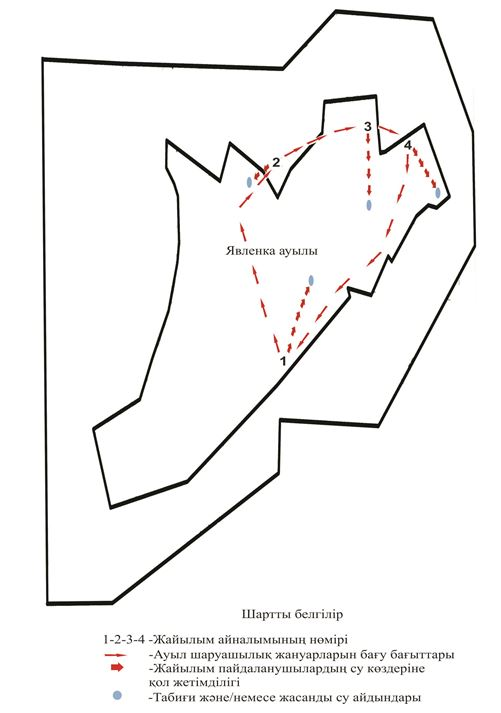 3
2
4
Явленка ауылы
1
Шартты белгілір
1-2-3-4 -Жайылым айналымының нөмірі
-Ауыл шаруашылық жануарларын бағу бағыттары
-Жайылым пайдаланушылардың су көздеріне
қол жетімділігі
-Табиғи және/немесе жасанды су айдындары